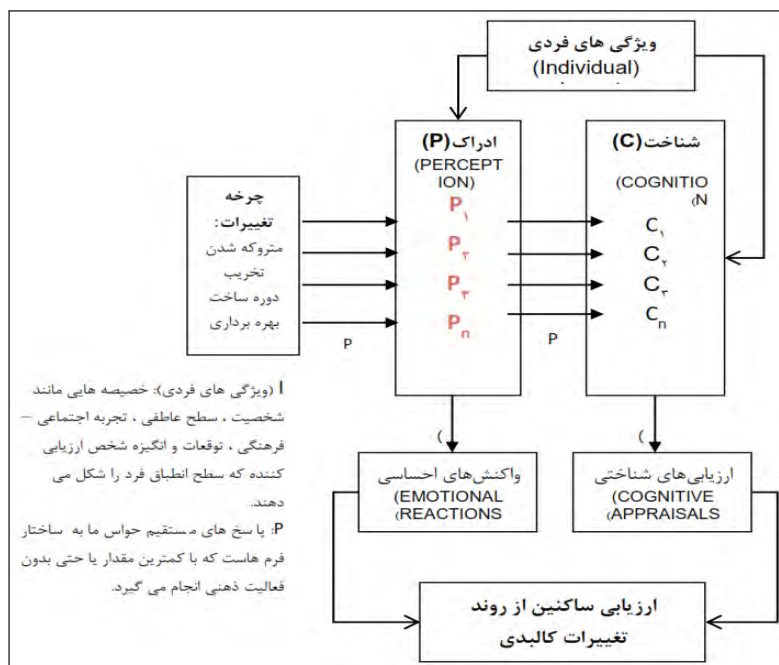 ویژگی های فردی
(Individual)
ادراک(P)
(PERCEPT
ION)
P۱
P۲
P۳
Pn
شناخت(C)
(COGNITIO
(N
C۱
C۲
C۳
Cn
چرخه
تغییرات:
متروکه شدن
تخریب
دوره ساخت
بهره برداری
P
P
(
(
واکنش‌های احساسی
(EMOTIONAL
(REACTIONS
ارزیابی‌های شناختی
(COGNITIVE
(APPRAISALS
ارزیابی ساکنین از روند
تغییرات کالبدی
I (ویژگی های فردی): خصیصه هایی مانند
شخصیت ، سطح عاطفی ، تجربه اجتماعی –
فرهنگی ، توقعات و انگیزه شخص ارزیابی
کننده که سطح انطباق فرد را شکل می
دهند.
P: پاسخ های مستقیم حواس ما به ساختار
فرم هاست که با کمترین مقدار یا حتی بدون
فعالیت ذهنی انجام می گیرد.